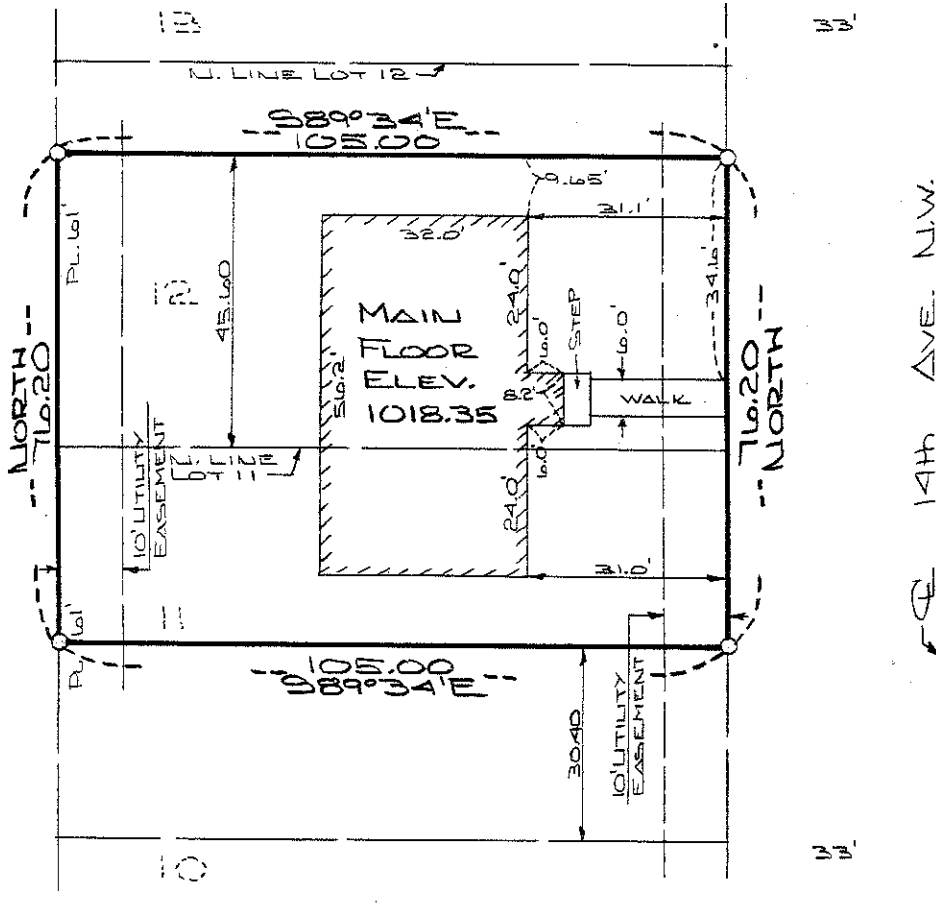 13
33'
N. LINE LOT 12
S89°34'E
105.00
9.65'
31.1'
PL. 61'
12
45.60
32.0'
24.0'
34.6'
NORTH
76.20
MAIN
FLOOR
ELEV.
1018.35
56.2'
6.0'
STEP
8.2'
6.0'
WALK
76.20
NORTH
14th AVE. N.W.
N. LINE
LOT 11
6.0'
24.0'
10' UTILITY
EASEMENT
31.0'
11
PL. 61'
105.00
S89°34'E
30.40
10' UTILITY
EASEMENT
10
33'